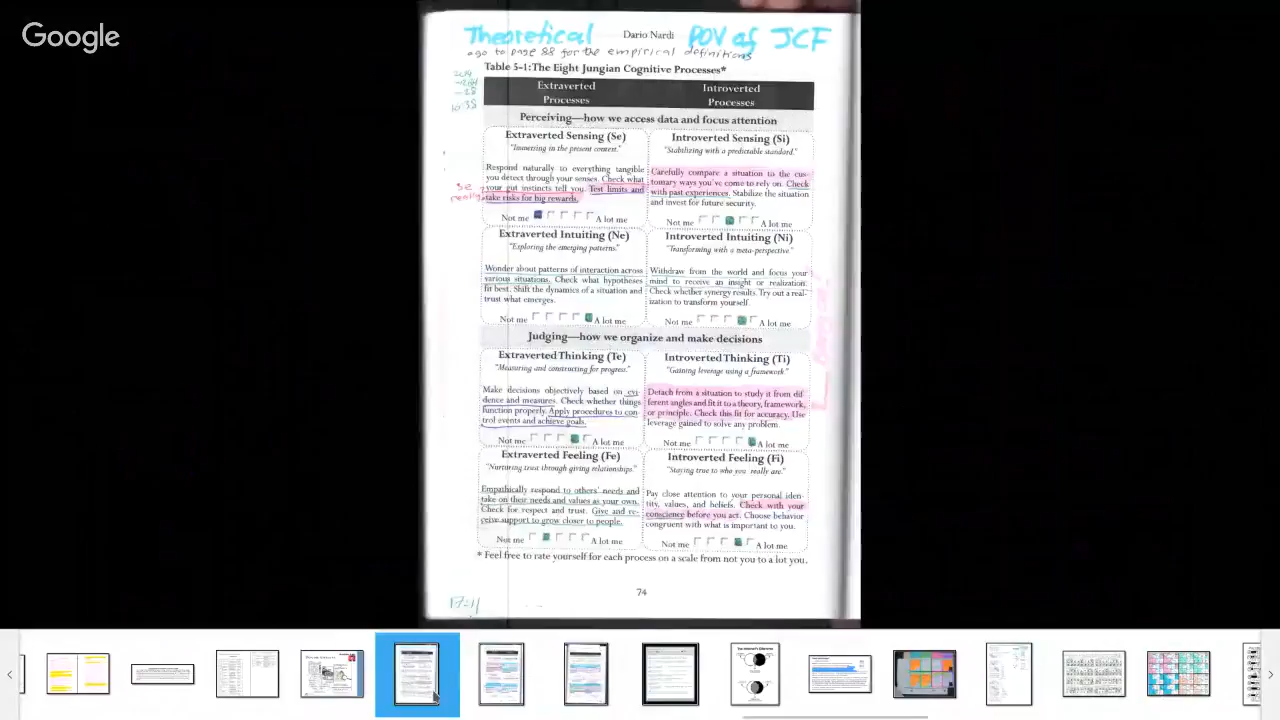 Google
Theoretical Dario Nardi POV of JCF
go to page 88 for the empirical definitions
Table 5-1: The Eight Jungian Cognitive Processes*
Extraverted
Processes
Introverted
Processes
Perceiving—how we access data and focus attention
Extraverted Sensing (Se)
"Immersing in the present context."
Respond naturally to everything tangible
you detect through your senses. Check what
your gut instincts tell you. Test limits and
take risks for big rewards.
Not me A lot me
Introverted Sensing (Si)
"Stabilizing with a predictable standard."
Carefully compare a situation to the cus-
tomary ways you've come to rely on. Check
with past experiences. Stabilize the situation
and invest for future security.
Not me A lot me
Extraverted Intuiting (Ne)
"Exploring the emerging patterns."
Wonder about patterns of interaction across
various situations. Check what hypotheses
fit best. Shift the dynamics of a situation and
trust what emerges.
Not me A lot me
Introverted Intuiting (Ni)
"Transforming with a meta-perspective."
Withdraw from the world and focus your
mind to receive an insight or realization.
Check whether synergy results. Try out a real-
ization to transform yourself.
Not me A lot me
Judging—how we organize and make decisions
Extraverted Thinking (Te)
"Measuring and constructing for progress."
Make decisions objectively based on evi-
dence and measures. Check whether things
function properly. Apply procedures to con-
trol events and achieve goals.
Not me A lot me
Introverted Thinking (Ti)
"Gaining leverage using a framework."
Detach from a situation to study it from dif-
ferent angles and fit it to a theory, framework,
or principle. Check this fit for accuracy. Use
leverage gained to solve any problem.
Not me A lot me
Extraverted Feeling (Fe)
"Nurturing trust through giving relationships."
Empathically respond to others' needs and
take on their needs and values as your own.
Check for respect and trust. Give and re-
ceive support to grow closer to people.
Not me A lot me
Introverted Feeling (Fi)
"Staying true to who you really are."
Pay close attention to your personal iden-
tity, values, and beliefs. Check with your
conscience before you act. Choose behavior
congruent with what is important to you.
Not me A lot me
* Feel free to rate yourself for each process on a scale from not you to a lot you.
74